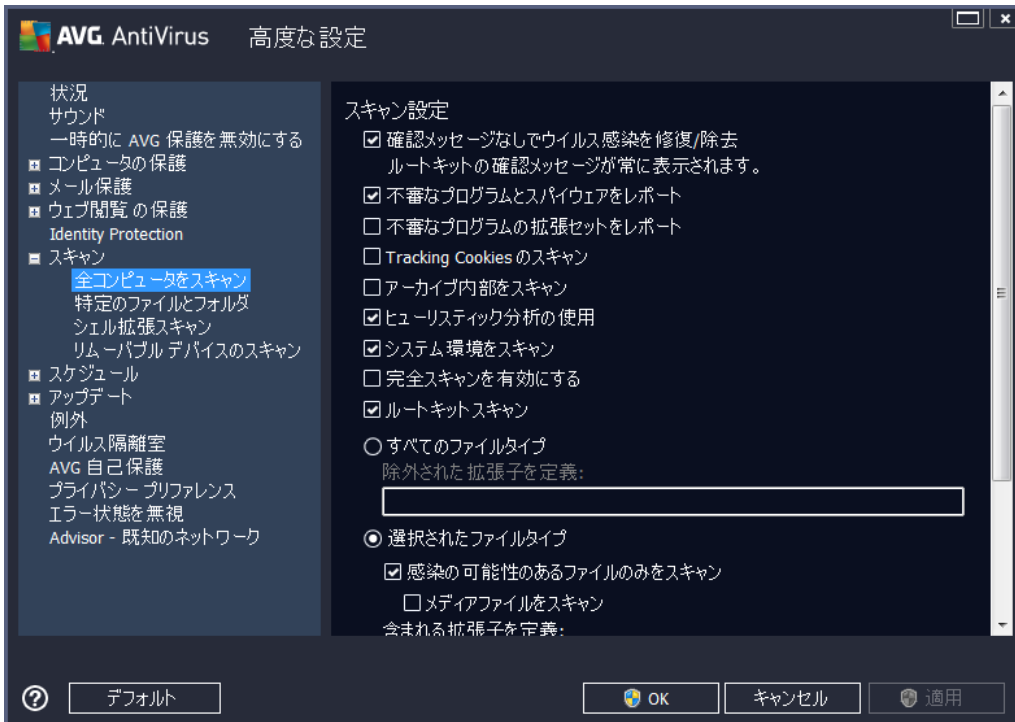 AVG. AntiVirus 高度な設定
状況
サウンド
一時的に AVG 保護を無効にする
コンピュータの保護
メール保護
ウェブ閲覧 の保護
Identity Protection
スキャン
全コンピュータをスキャン
特定のファイルとフォルダ
シェル拡張スキャン
リムーバブル デバイスのスキャン
スケジュール
アップデート
例外
ウイルス隔離室
AVG 自己保護
プライバシー プリファレンス
エラー状態を無視
Advisor - 既知のネットワーク
スキャン設定
確認メッセージなしでウイルス感染を修復/除去
ルートキットの確認メッセージが常に表示されます。
不審なプログラムとスパイウェアをレポート
不審なプログラムの拡張セットをレポート
Tracking Cookies のスキャン
アーカイブ内部をスキャン
ヒューリスティック分析の使用
システム環境をスキャン
完全スキャンを有効にする
ルートキットスキャン
すべてのファイルタイプ
除外された拡張子を定義:
選択されたファイルタイプ
感染の可能性のあるファイルのみをスキャン
メディアファイルをスキャン
含まれる拡張子を定義:
デフォルト
OK
キャンセル
適用